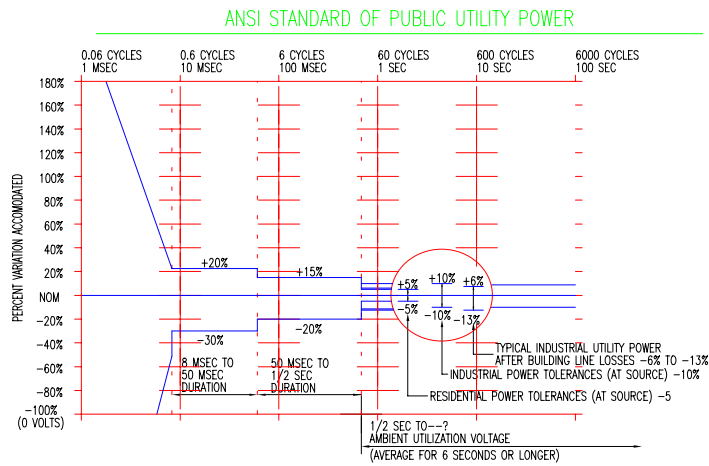 ANSI STANDARD OF PUBLIC UTILITY POWER
0.06 CYCLES
1 MSEC
0.6 CYCLES
10 MSEC
6 CYCLES
100 MSEC
60 CYCLES
1 SEC
600 CYCLES
10 SEC
6000 CYCLES
100 SEC
PERCENT VARIATION ACCOMODATED
180%
160%
140%
120%
100%
80%
60%
40%
20%
NOM
-20%
-40%
-60%
-80%
-100%
(0 VOLTS)
+20%
+15%
+5%
+10%
+6%
-5%
-10%
-13%
-30%
-20%
8 MSEC TO
50 MSEC
DURATION
50 MSEC TO
1/2 SEC
DURATION
TYPICAL INDUSTRIAL UTILITY POWER
AFTER BUILDING LINE LOSSES -6% TO -13%
INDUSTRIAL POWER TOLERANCES (AT SOURCE) -10%
RESIDENTIAL POWER TOLERANCES (AT SOURCE) -5
1/2 SEC TO--?
AMBIENT UTILIZATION VOLTAGE
(AVERAGE FOR 6 SECONDS OR LONGER)